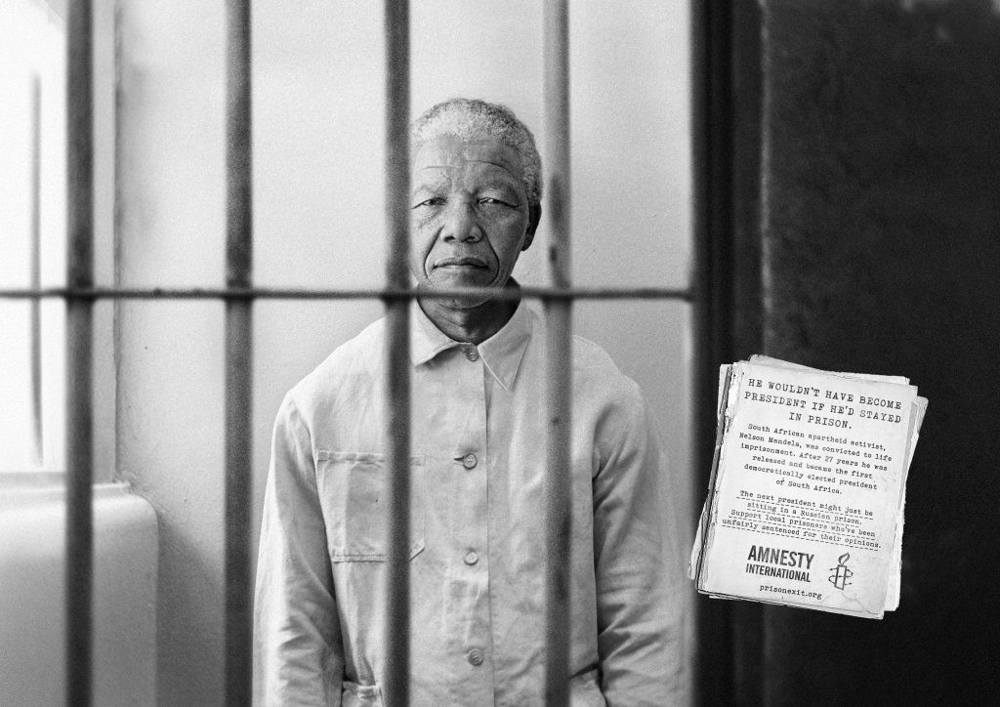 HE WOULDN'T HAVE BECOME
PRESIDENT IF HE'D STAYED
IN PRISON.
South African apartheid activist,
Nelson Mandela, was convicted to life
imprisonment. After 27 years he was
released and became the first
democratically elected president
of South Africa.
The next president might just be
sitting in a Russian prison.
Support local prisoners who've been
unfairly sentenced for their opinions.
AMNESTY
INTERNATIONAL
prisonexit.org